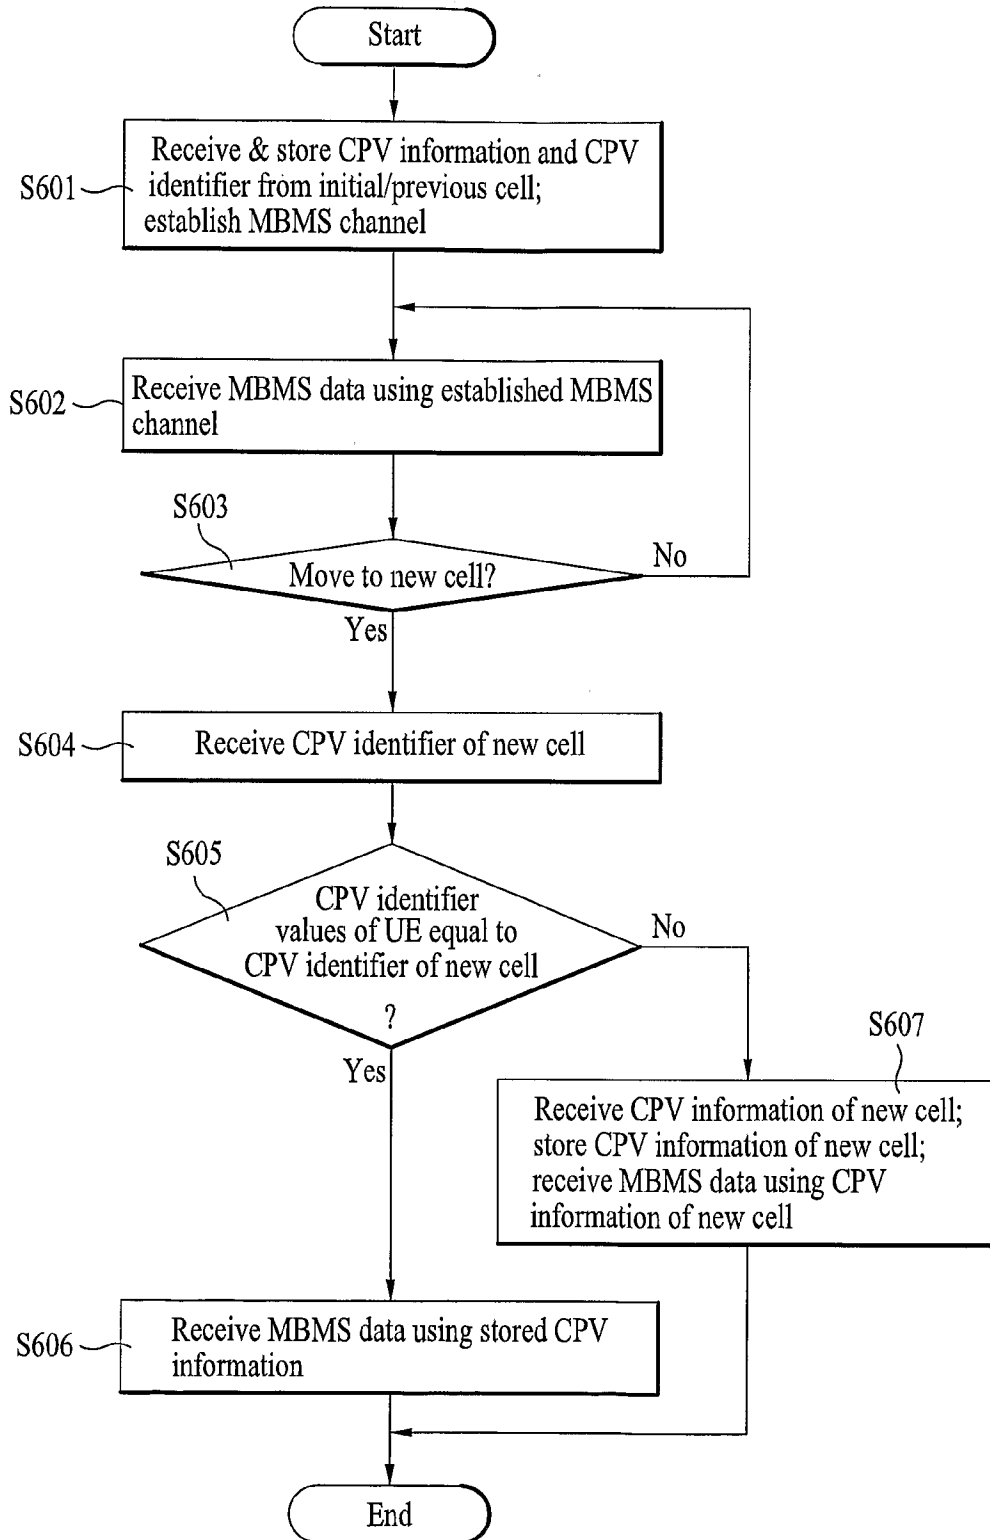 Start
Receive & store CPV information and CPV
identifier from initial/previous cell;
establish MBMS channel
S601
Receive MBMS data using established MBMS
channel
S602
S603
Move to new cell?
No
Yes
S604
Receive CPV identifier of new cell
S605
CPV identifier
values of UE equal to
CPV identifier of new cell
?
No
Yes
S607
Receive CPV information of new cell;
store CPV information of new cell;
receive MBMS data using CPV
information of new cell
S606
Receive MBMS data using stored CPV
information
End